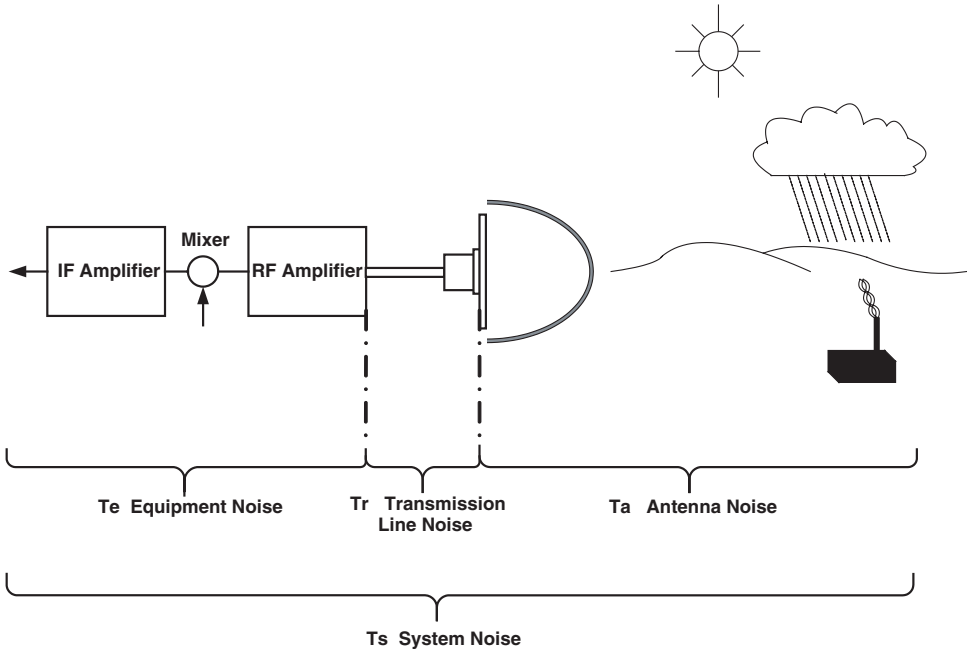 Mixer
IF Amplifier
RF Amplifier
Te Equipment Noise
Tr Transmission
Line Noise
Ta Antenna Noise
Ts System Noise